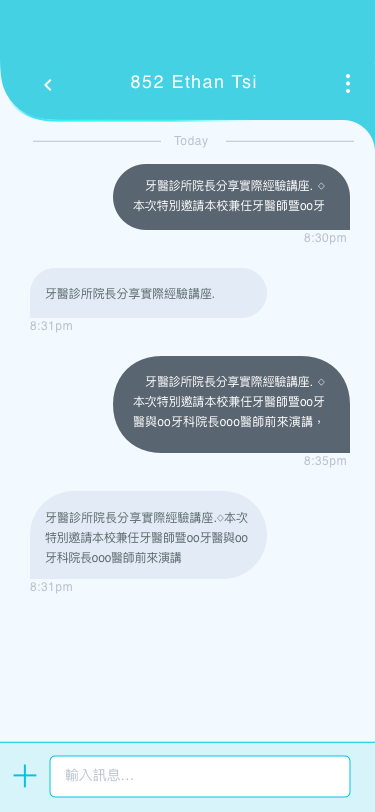 852 Ethan Tsi
Today
牙醫診所院長分享實際經驗講座. ◇
本次特別邀請本校兼任牙醫師暨oo牙
8:30pm
牙醫診所院長分享實際經驗講座.
8:31pm
牙醫診所院長分享實際經驗講座. ◇
本次特別邀請本校兼任牙醫師暨oo牙
醫與oo牙科院長ooo醫師前來演講，
8:35pm
牙醫診所院長分享實際經驗講座.◇本次
特別邀請本校兼任牙醫師暨oo牙醫與oo
牙科院長ooo醫師前來演講
8:31pm
輸入訊息...